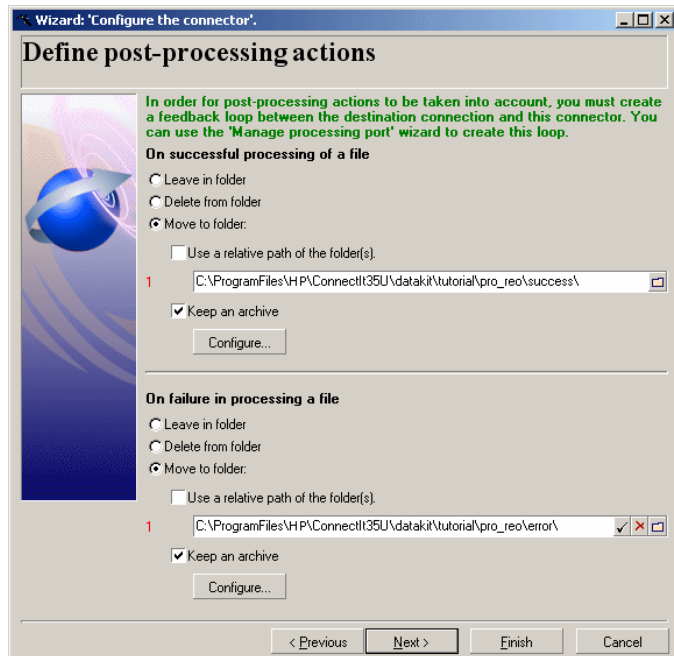 Wizard: 'Configure the connector'.
Define post-processing actions
In order for post-processing actions to be taken into account, you must create
a feedback loop between the destination connection and this connector. You
can use the 'Manage processing port' wizard to create this loop.
On successful processing of a file
Leave in folder
Delete from folder
Move to folder:
Use a relative path of the folder(s).
1 C:\ProgramFiles\HP\ConnectIt35U\datakit\tutorial\pro_reo\success\
Keep an archive
Configure...
On failure in processing a file
Leave in folder
Delete from folder
Move to folder:
Use a relative path of the folder(s).
1 C:\ProgramFiles\HP\ConnectIt35U\datakit\tutorial\pro_reo\error\
Keep an archive
Configure...
< Previous Next > Finish Cancel